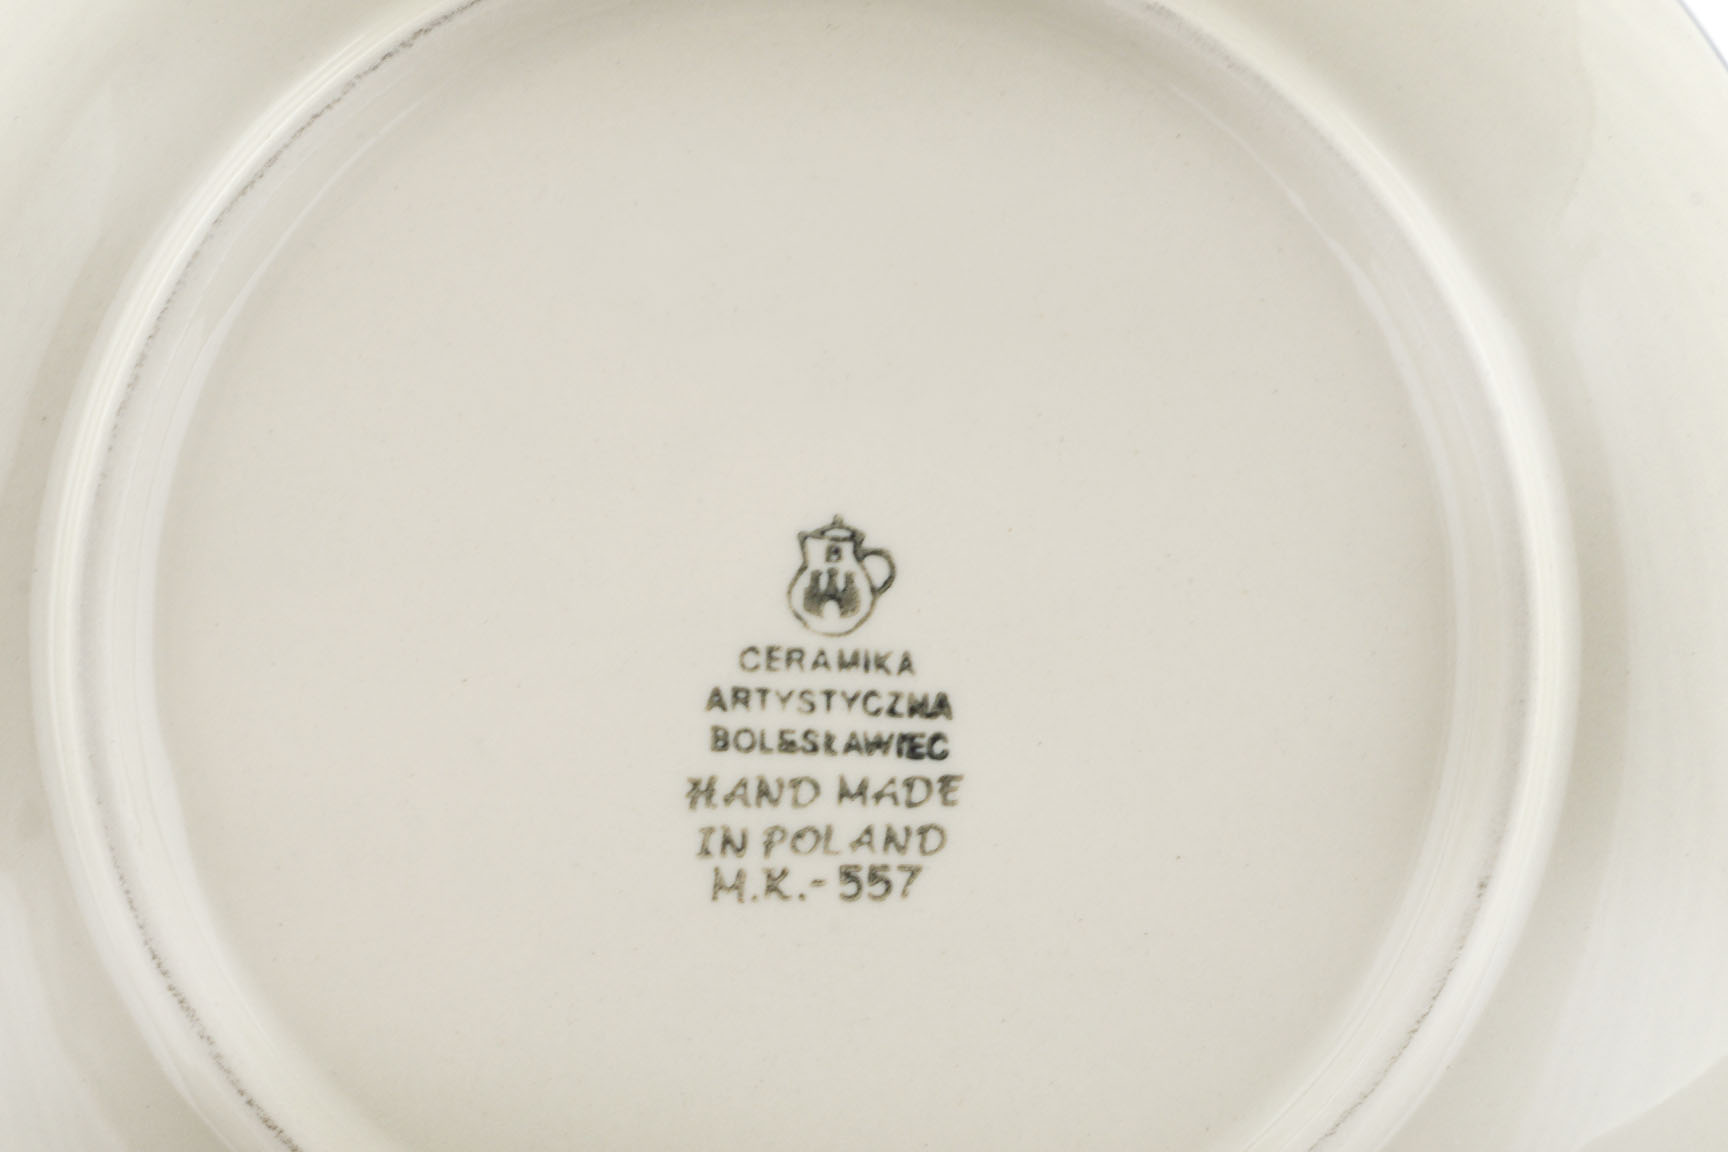 B
CERAMIKA
ARTYSTYCZNA
BOLESŁAWIEC
HAND MADE
IN POLAND
M.K.-557